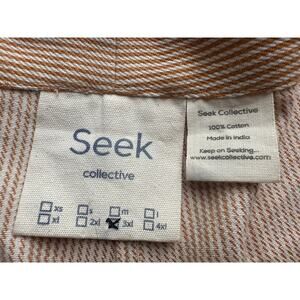 Seek
collective
xs s m l
xl 2xl 3xl 4xl
Seek Collective
100% Cotton
Made in India
Keep on Seeking...
www.seekcollective.com